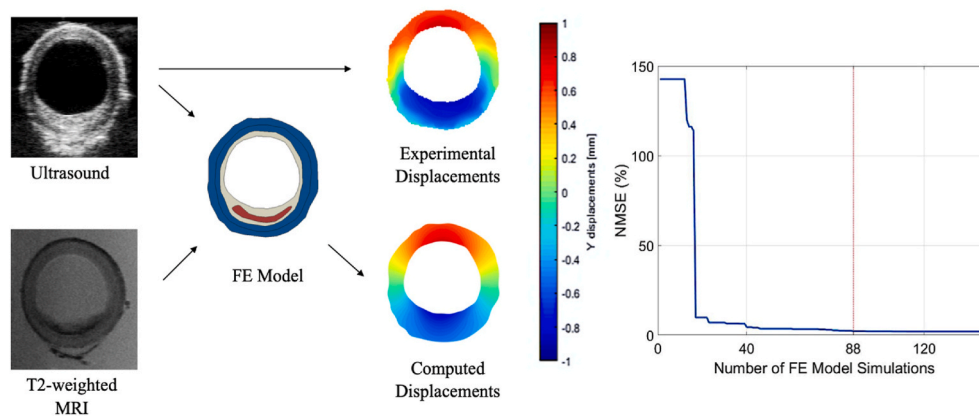 Ultrasound
T2-weighted
MRI
FE Model
Experimental
Displacements
Computed
Displacements
1
0.8
0.6
0.4
0.2
0
-0.2
-0.4
-0.6
-0.8
-1
Y displacements [mm]
NMSE (%)
150
100
50
0
0
40
88
120
Number of FE Model Simulations